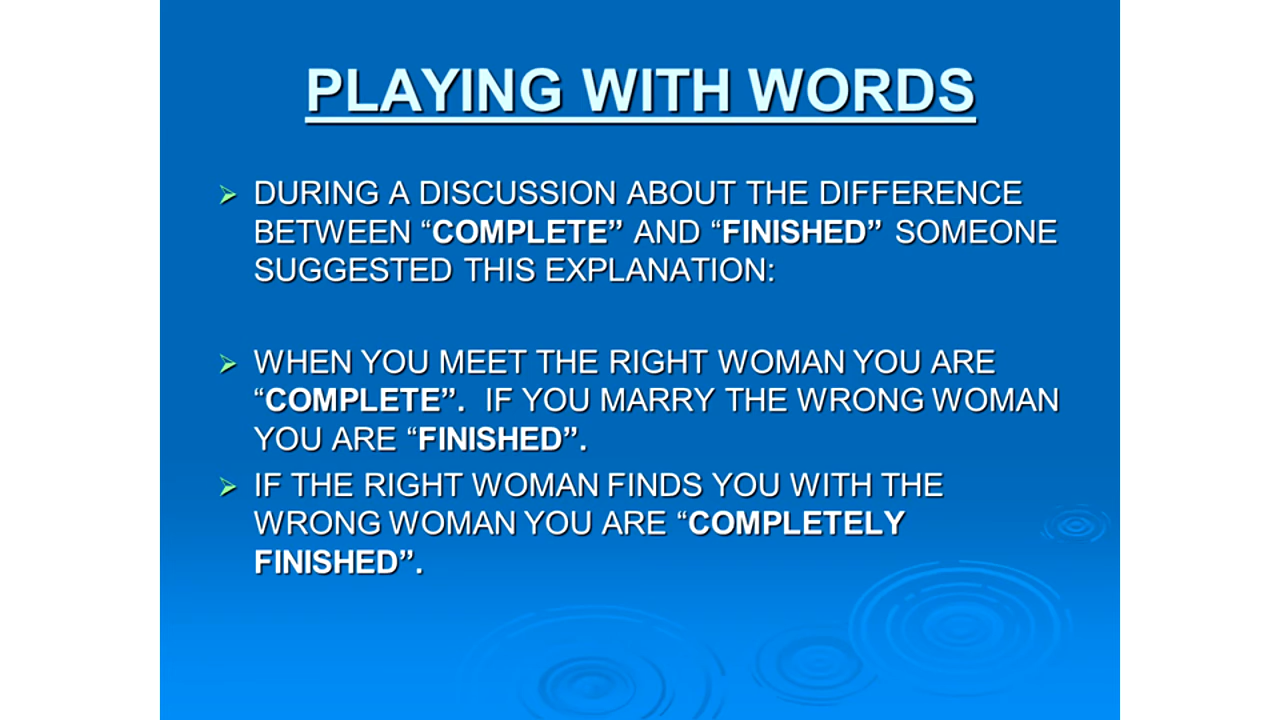 PLAYING WITH WORDS
DURING A DISCUSSION ABOUT THE DIFFERENCE
BETWEEN “COMPLETE” AND “FINISHED” SOMEONE
SUGGESTED THIS EXPLANATION:
WHEN YOU MEET THE RIGHT WOMAN YOU ARE
“COMPLETE”. IF YOU MARRY THE WRONG WOMAN
YOU ARE “FINISHED”.
IF THE RIGHT WOMAN FINDS YOU WITH THE
WRONG WOMAN YOU ARE “COMPLETELY
FINISHED”.